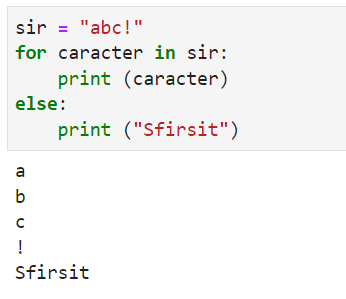 sir = "abc!"
for caracter in sir:
    print (caracter)
else:
    print ("Sfirsit")
a
b
c
!
Sfirsit